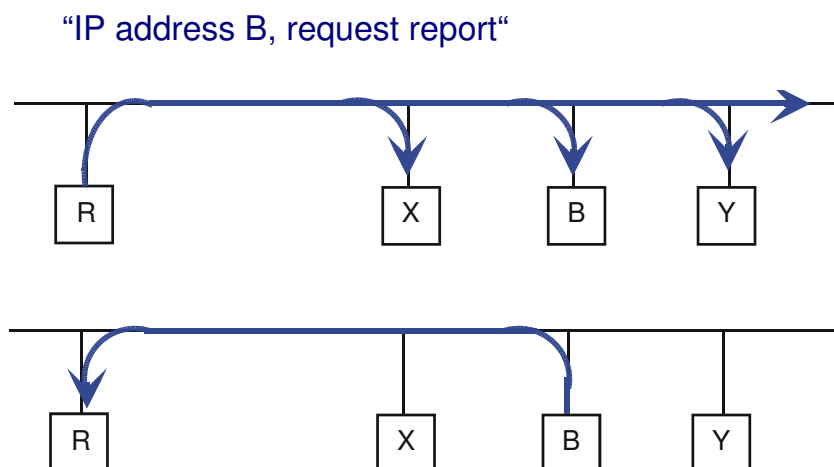 “IP address B, request report“
R X B Y
R X B Y